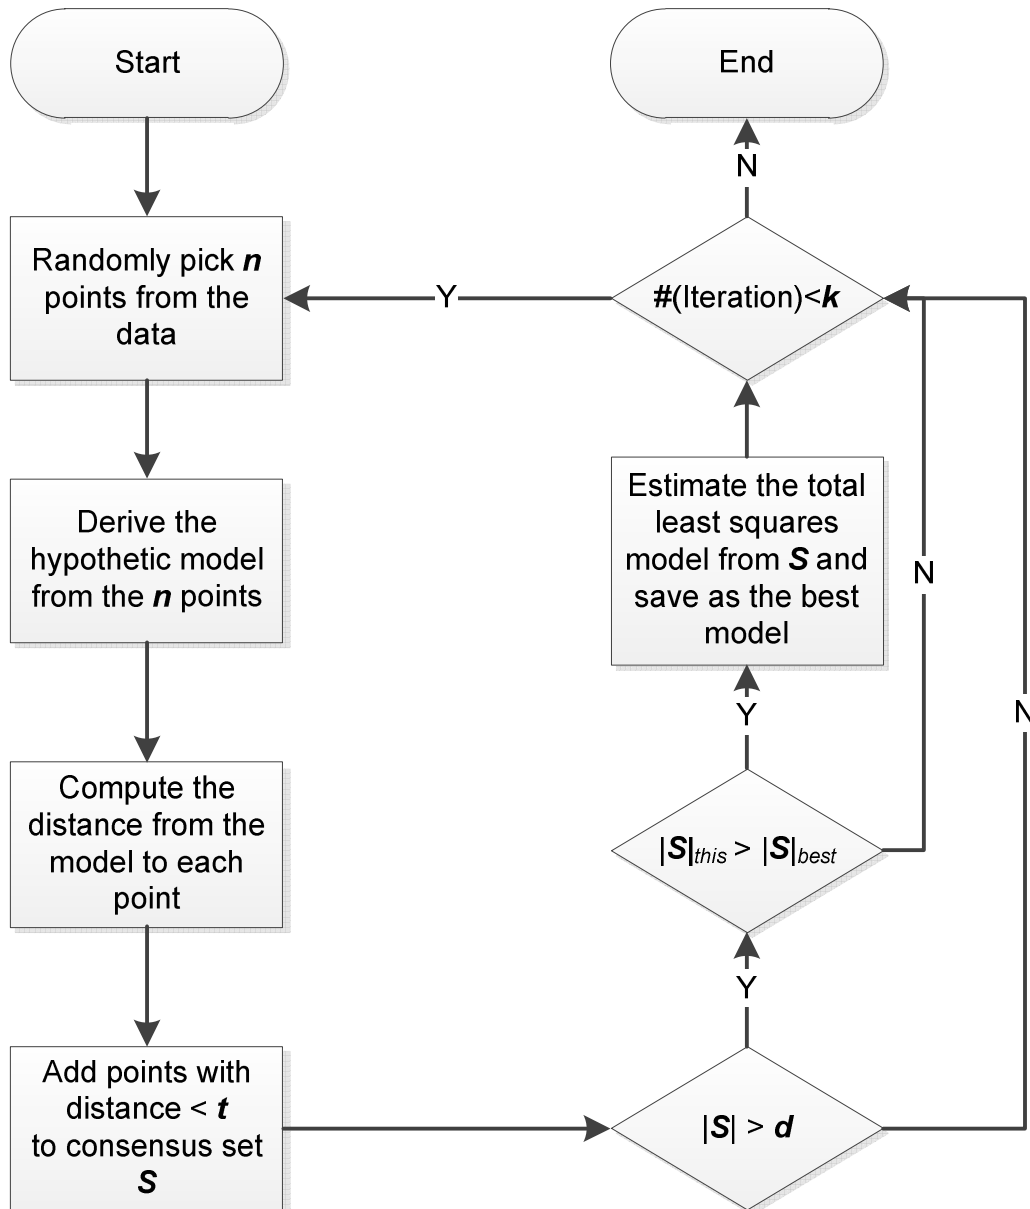 Start
Randomly pick n
points from the
data
Derive the
hypothetic model
from the n points
Compute the
distance from the
model to each
point
Add points with
distance < t
to consensus set
S
|S| > d
Y
N
|S|this > |S|best
Y
N
Estimate the total
least squares
model from S and
save as the best
model
#(Iteration)<k
Y
N
End